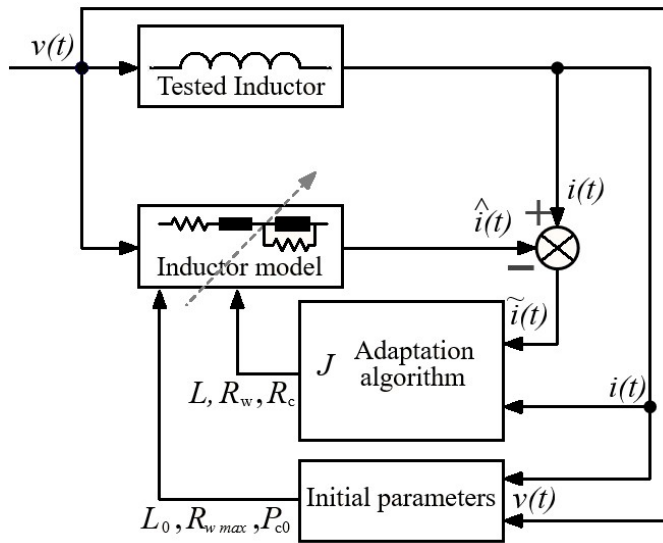 v(t)
Tested Inductor
i(t)
+
î(t)
−
Inductor model
ĩ(t)
J Adaptation
algorithm
L, Rw, Rc
i(t)
Initial parameters
v(t)
L0, Rw max, Pc0